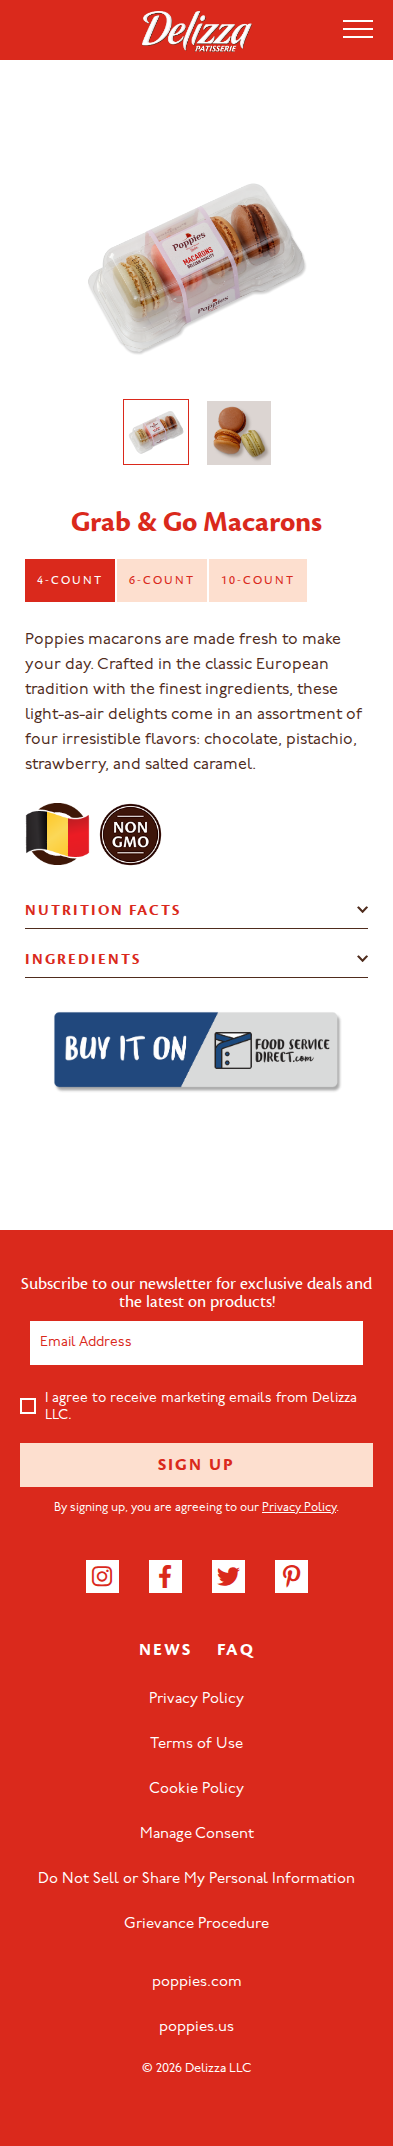 Delizza
PATISSERIE
Poppies
MACARONS
Poppies
Grab & Go Macarons
4-COUNT 6-COUNT 10-COUNT
Poppies macarons are made fresh to make
your day. Crafted in the classic European
tradition with the finest ingredients, these
light-as-air delights come in an assortment of
four irresistible flavors: chocolate, pistachio,
strawberry, and salted caramel.
NON
GMO
NUTRITION FACTS
INGREDIENTS
BUY IT ON FOOD SERVICE
DIRECT.com
Subscribe to our newsletter for exclusive deals and
the latest on products!
Email Address
I agree to receive marketing emails from Delizza
LLC.
SIGN UP
By signing up, you are agreeing to our Privacy Policy.
NEWS FAQ
Privacy Policy
Terms of Use
Cookie Policy
Manage Consent
Do Not Sell or Share My Personal Information
Grievance Procedure
poppies.com
poppies.us
© 2026 Delizza LLC